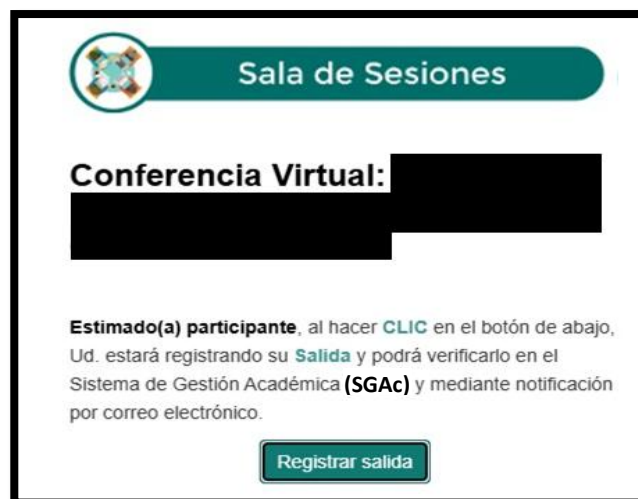 Sala de Sesiones
Conferencia Virtual:
Estimado(a) participante, al hacer CLIC en el botón de abajo,
Ud. estará registrando su Salida y podrá verificarlo en el
Sistema de Gestión Académica (SGAc) y mediante notificación
por correo electrónico.
Registrar salida